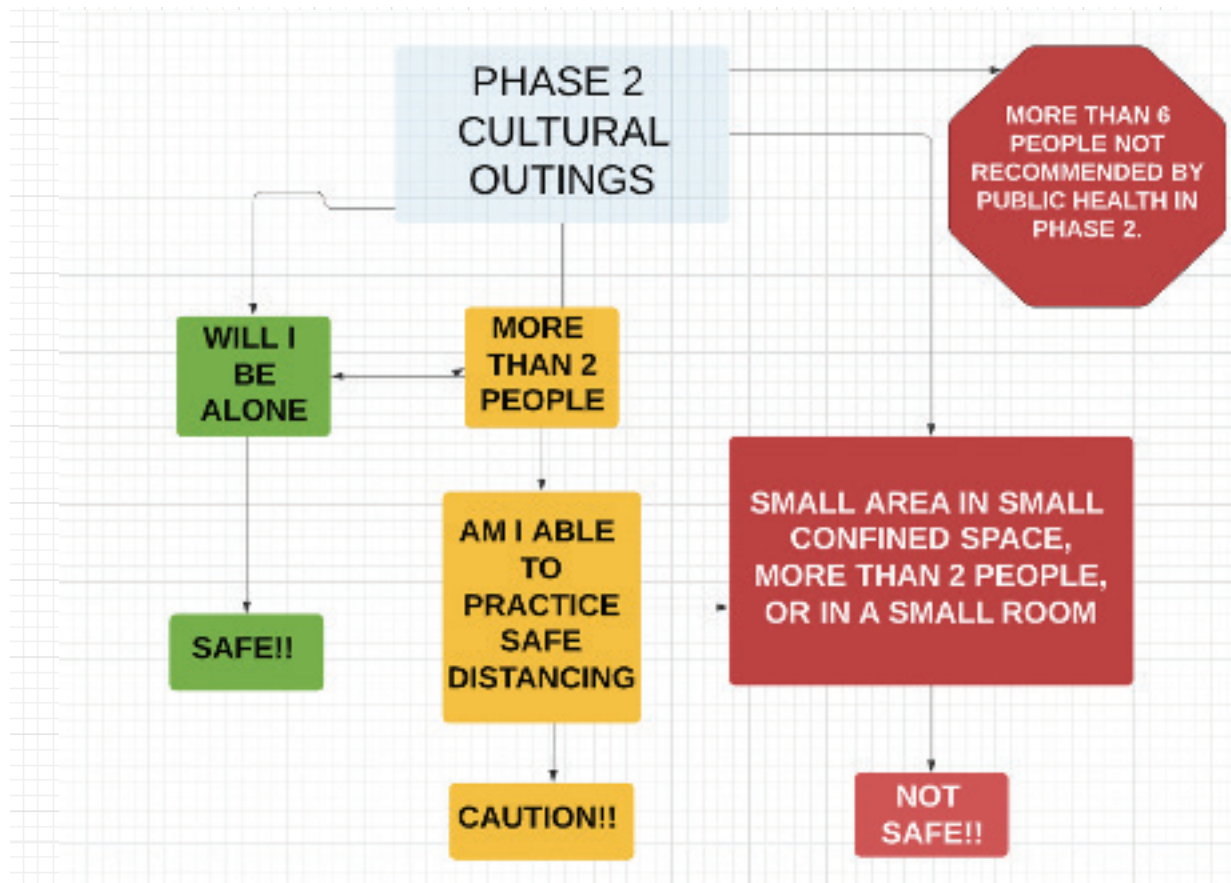 PHASE 2
CULTURAL
OUTINGS
MORE THAN 6
PEOPLE NOT
RECOMMENDED BY
PUBLIC HEALTH IN
PHASE 2.
WILL I
BE
ALONE
MORE
THAN 2
PEOPLE
AM I ABLE
TO
PRACTICE
SAFE
DISTANCING
SMALL AREA IN SMALL
CONFINED SPACE,
MORE THAN 2 PEOPLE,
OR IN A SMALL ROOM
SAFE!!
CAUTION!!
NOT
SAFE!!